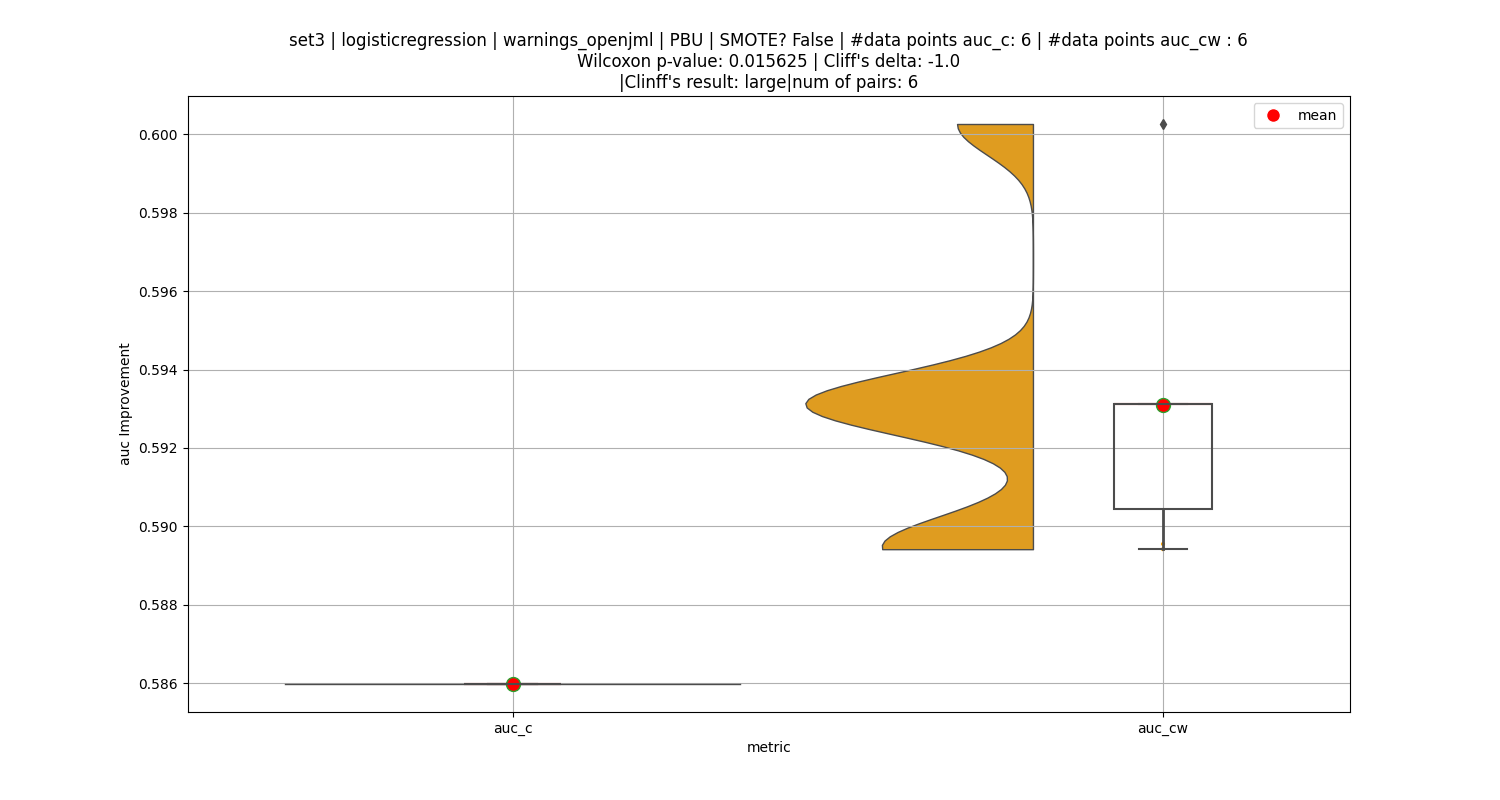 set3 | logisticregression | warnings_openjml | PBU | SMOTE? False | #data points auc_c: 6 | #data points auc_cw : 6
Wilcoxon p-value: 0.015625 | Cliff's delta: -1.0
|Clinff's result: large|num of pairs: 6
mean
0.600
0.598
0.596
0.594
0.592
0.590
0.588
0.586
auc Improvement
auc_c
auc_cw
metric